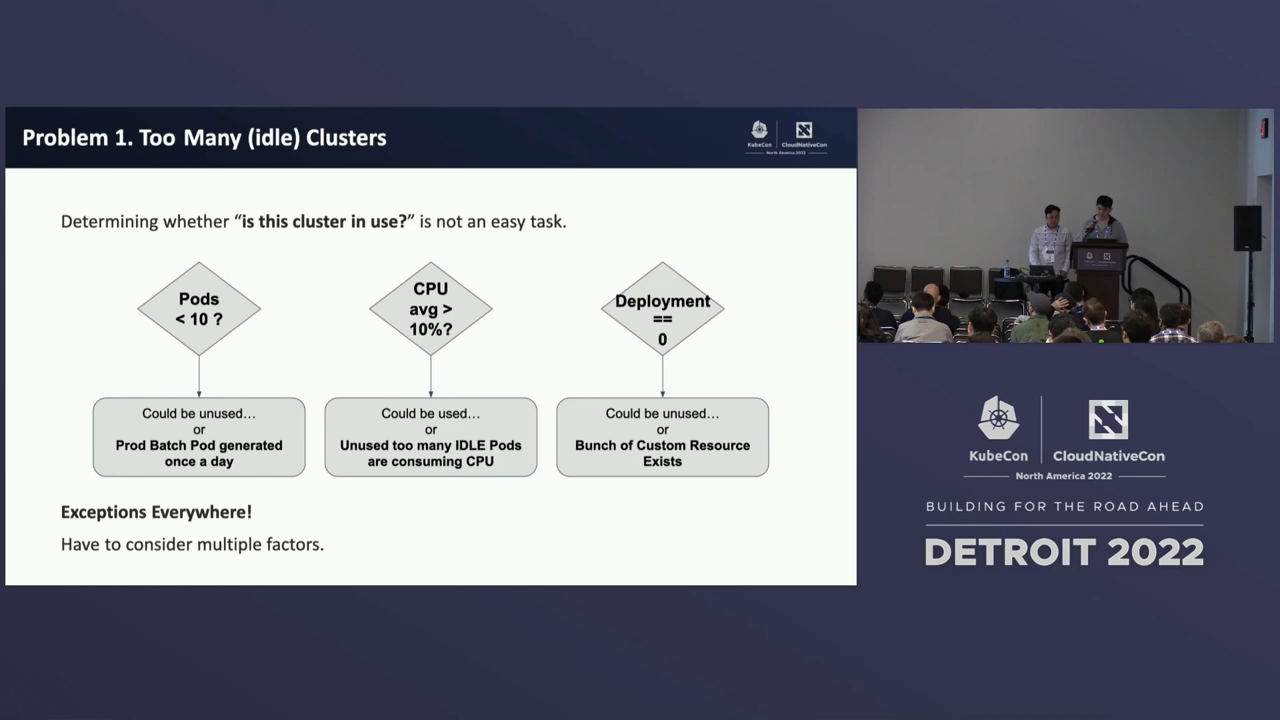 Problem 1. Too Many (idle) Clusters
KubeCon
CloudNativeCon
North America 2022
Determining whether “is this cluster in use?” is not an easy task.
Pods
< 10 ?
CPU
avg >
10%?
Deployment
==
0
Could be unused…
or
Prod Batch Pod generated
once a day
Could be used…
or
Unused too many IDLE Pods
are consuming CPU
Could be unused…
or
Bunch of Custom Resource
Exists
Exceptions Everywhere!
Have to consider multiple factors.
KubeCon
CloudNativeCon
North America 2022
BUILDING FOR THE ROAD AHEAD
DETROIT 2022